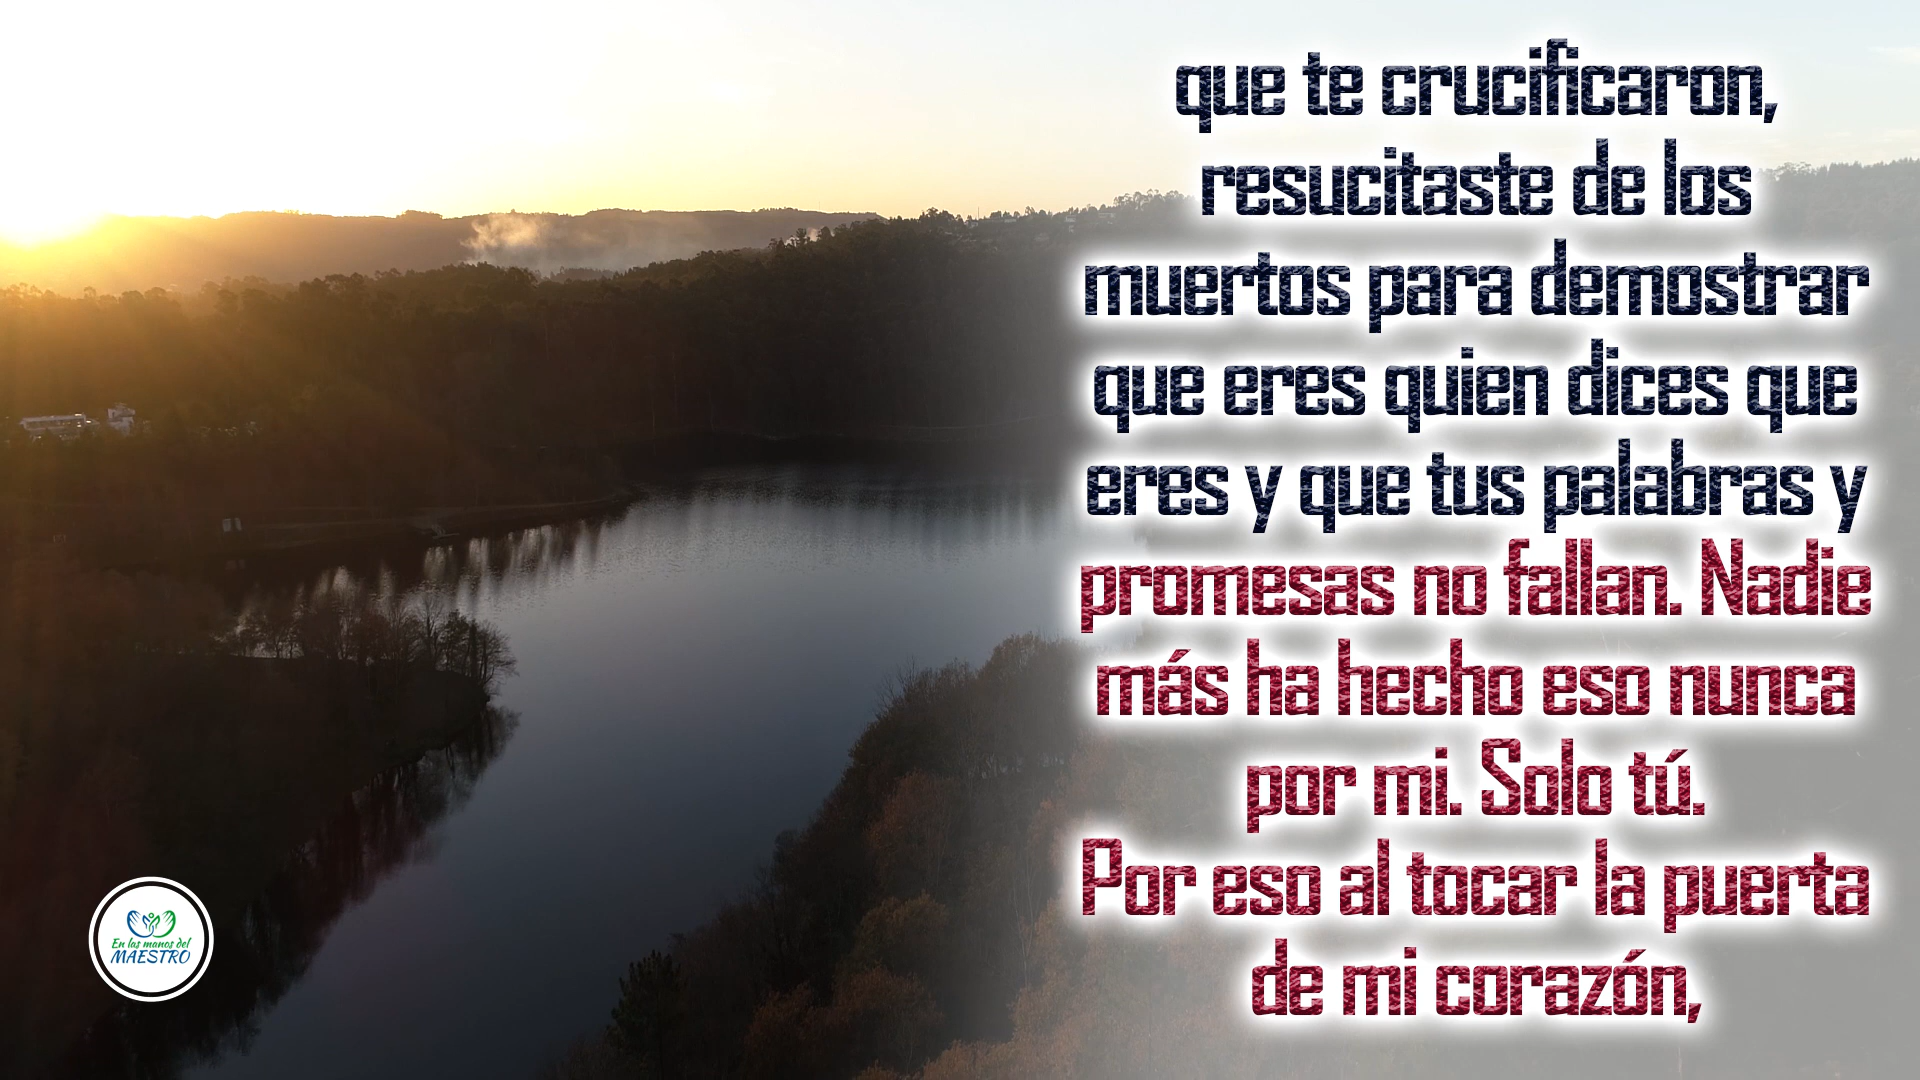 que te crucificaron,
resucitaste de los
muertos para demostrar
que eres quien dices que
eres y que tus palabras y
promesas no fallan. Nadie
más ha hecho eso nunca
por mi. Solo tú.
Por eso al tocar la puerta
de mi corazón,
En las manos del
MAESTRO